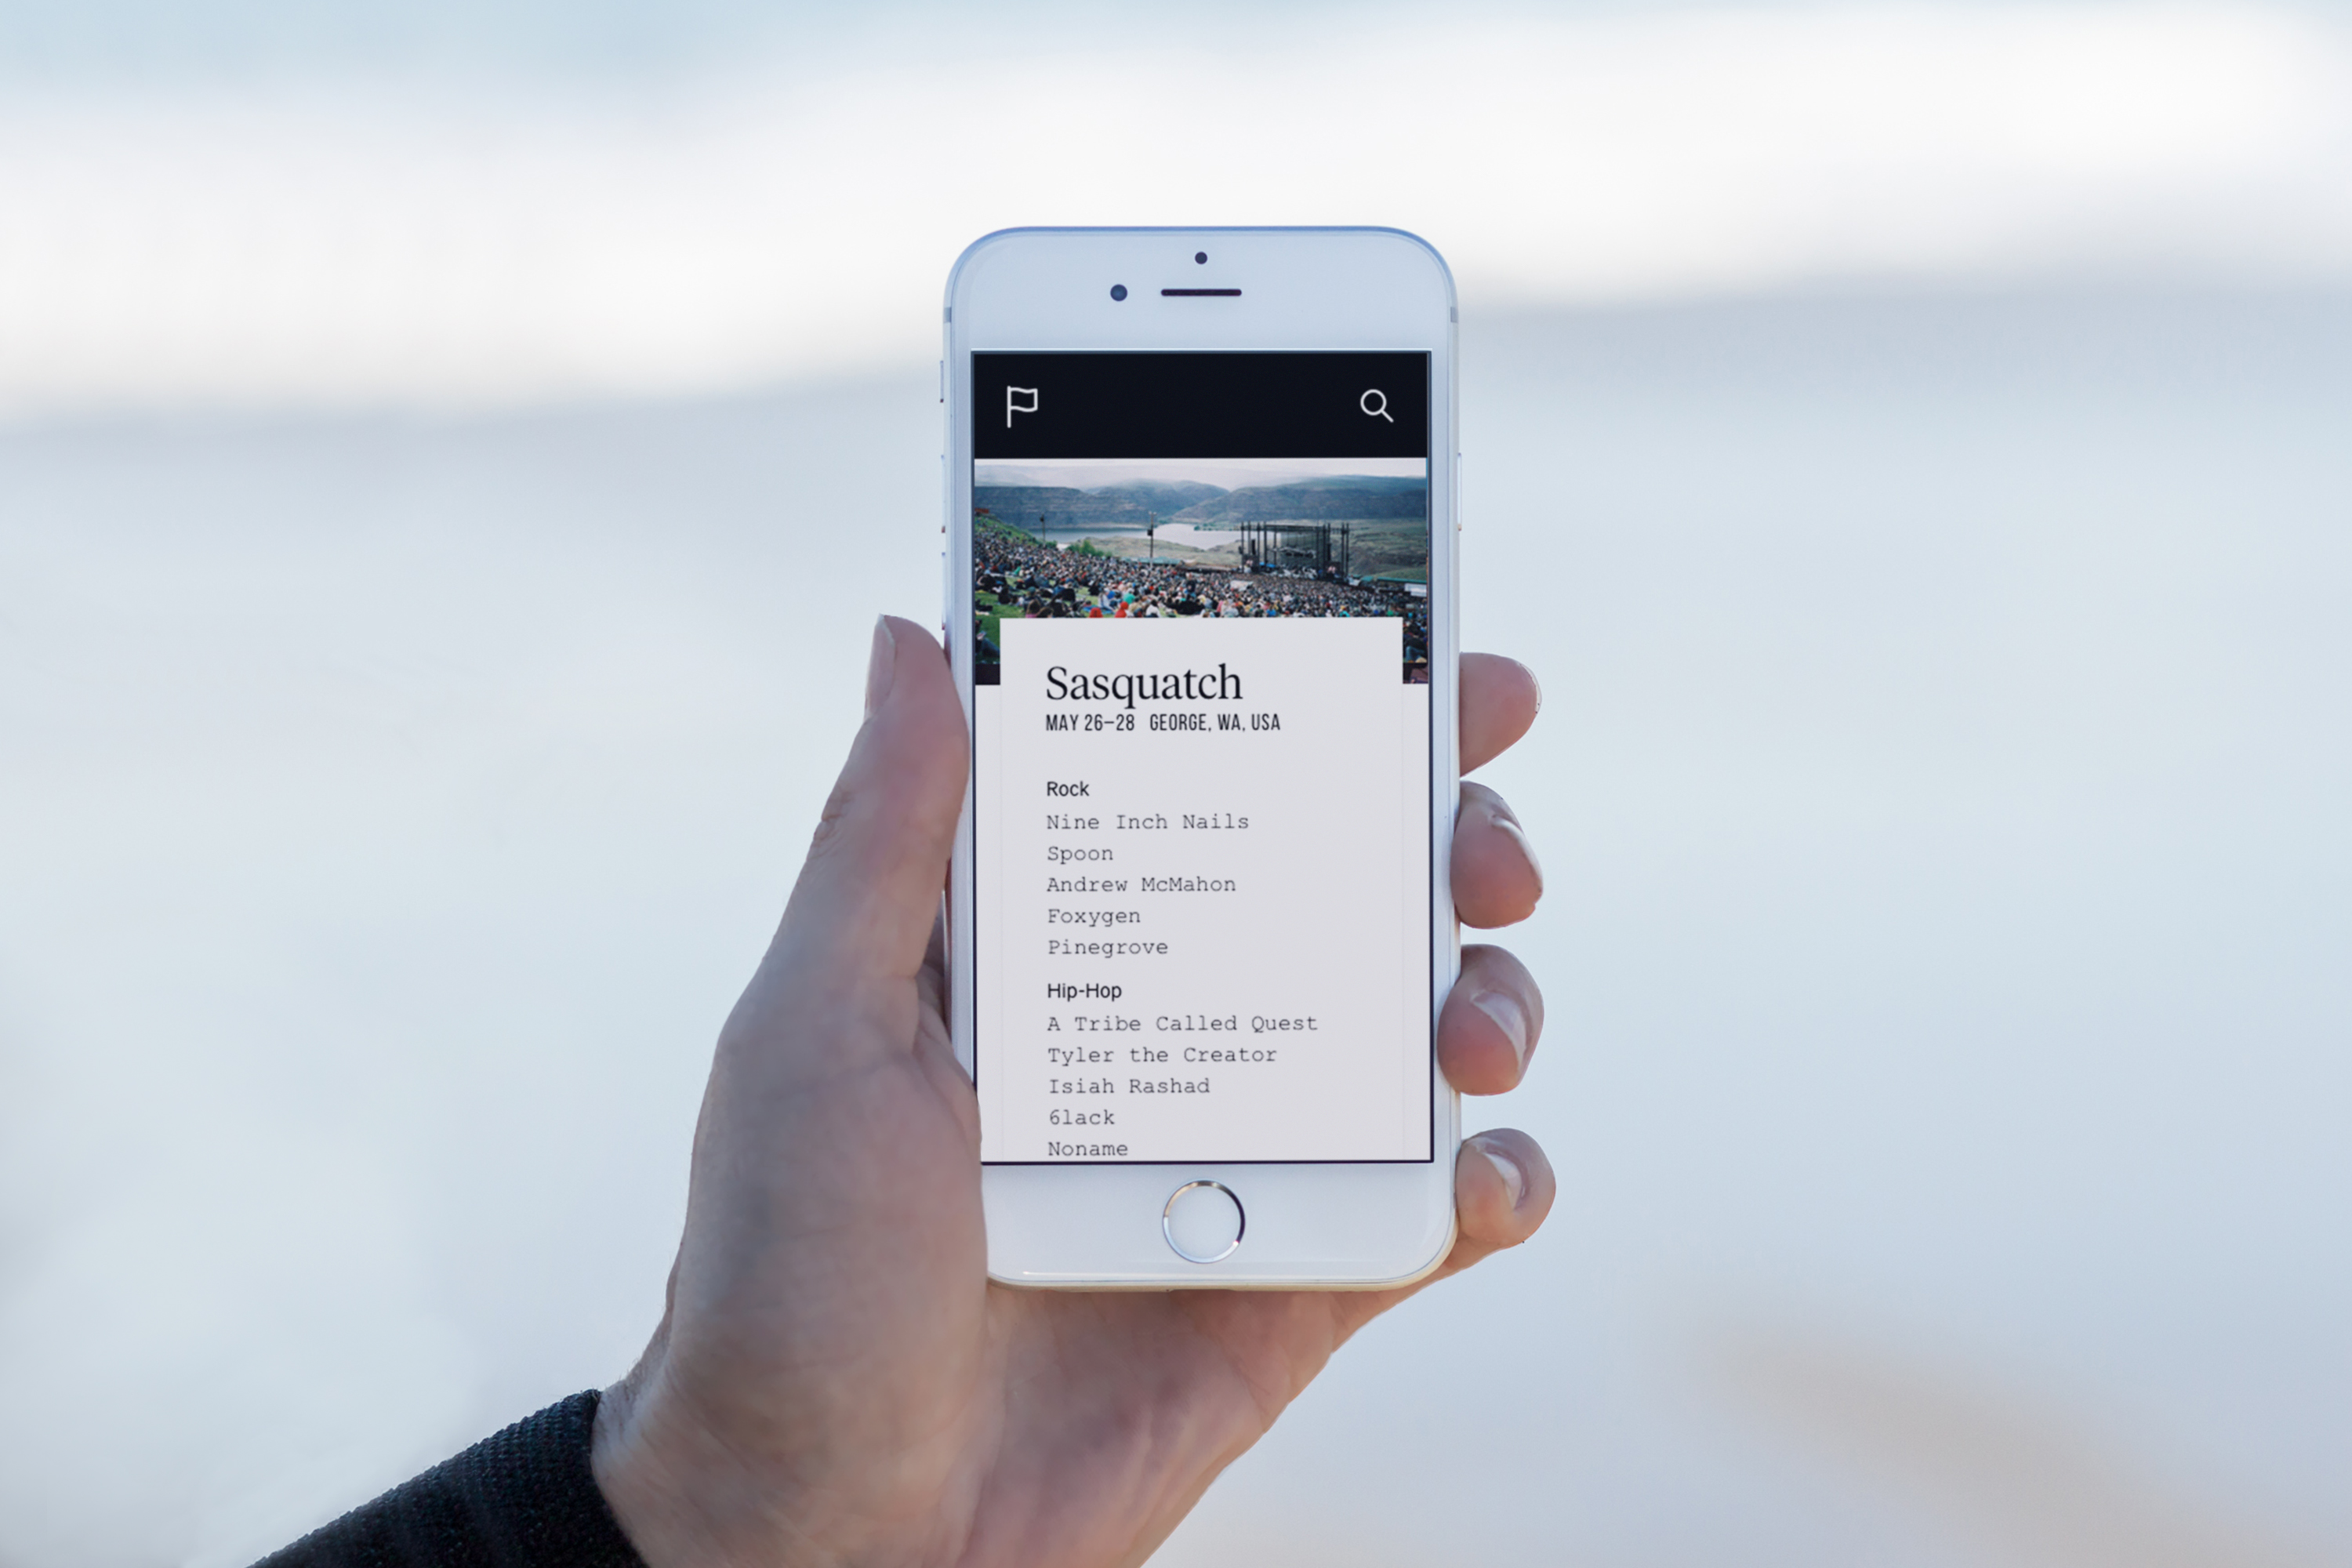 Sasquatch
MAY 26–28 GEORGE, WA, USA
Rock
Nine Inch Nails
Spoon
Andrew McMahon
Foxygen
Pinegrove
Hip-Hop
A Tribe Called Quest
Tyler the Creator
Isiah Rashad
6lack
Noname